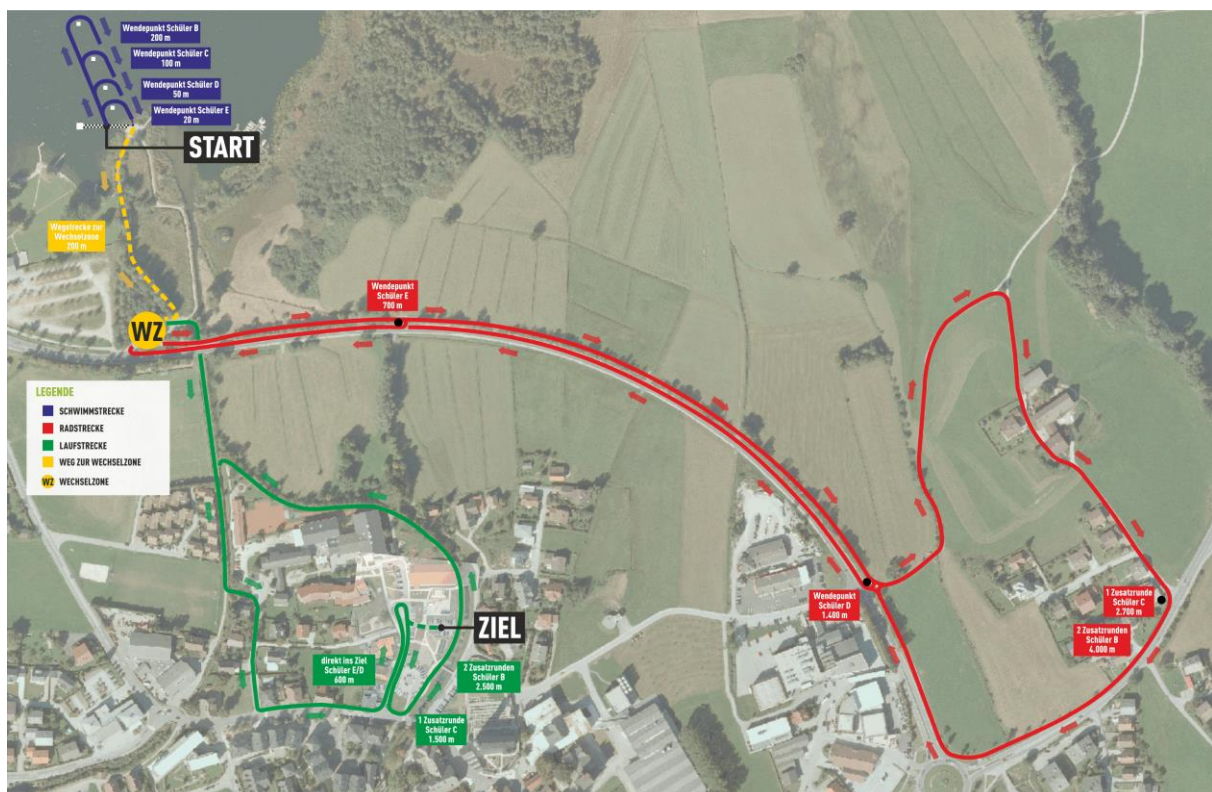 Wendepunkt Schüler B
200 m
Wendepunkt Schüler C
100 m
Wendepunkt Schüler D
50 m
Wendepunkt Schüler E
20 m
START
Wegstrecke zur
Wechselzone
200 m
WZ
Wendepunkt
Schüler E
700 m
LEGENDE
SCHWIMMSTRECKE
RADSTRECKE
LAUFSTRECKE
WEG ZUR WECHSELZONE
WZ WECHSELZONE
Wendepunkt
Schüler D
1.400 m
1 Zusatzrunde
Schüler C
2.700 m
2 Zusatzrunden
Schüler B
4.000 m
ZIEL
direkt ins Ziel
Schüler E/D
600 m
2 Zusatzrunden
Schüler B
2.500 m
1 Zusatzrunde
Schüler C
1.500 m